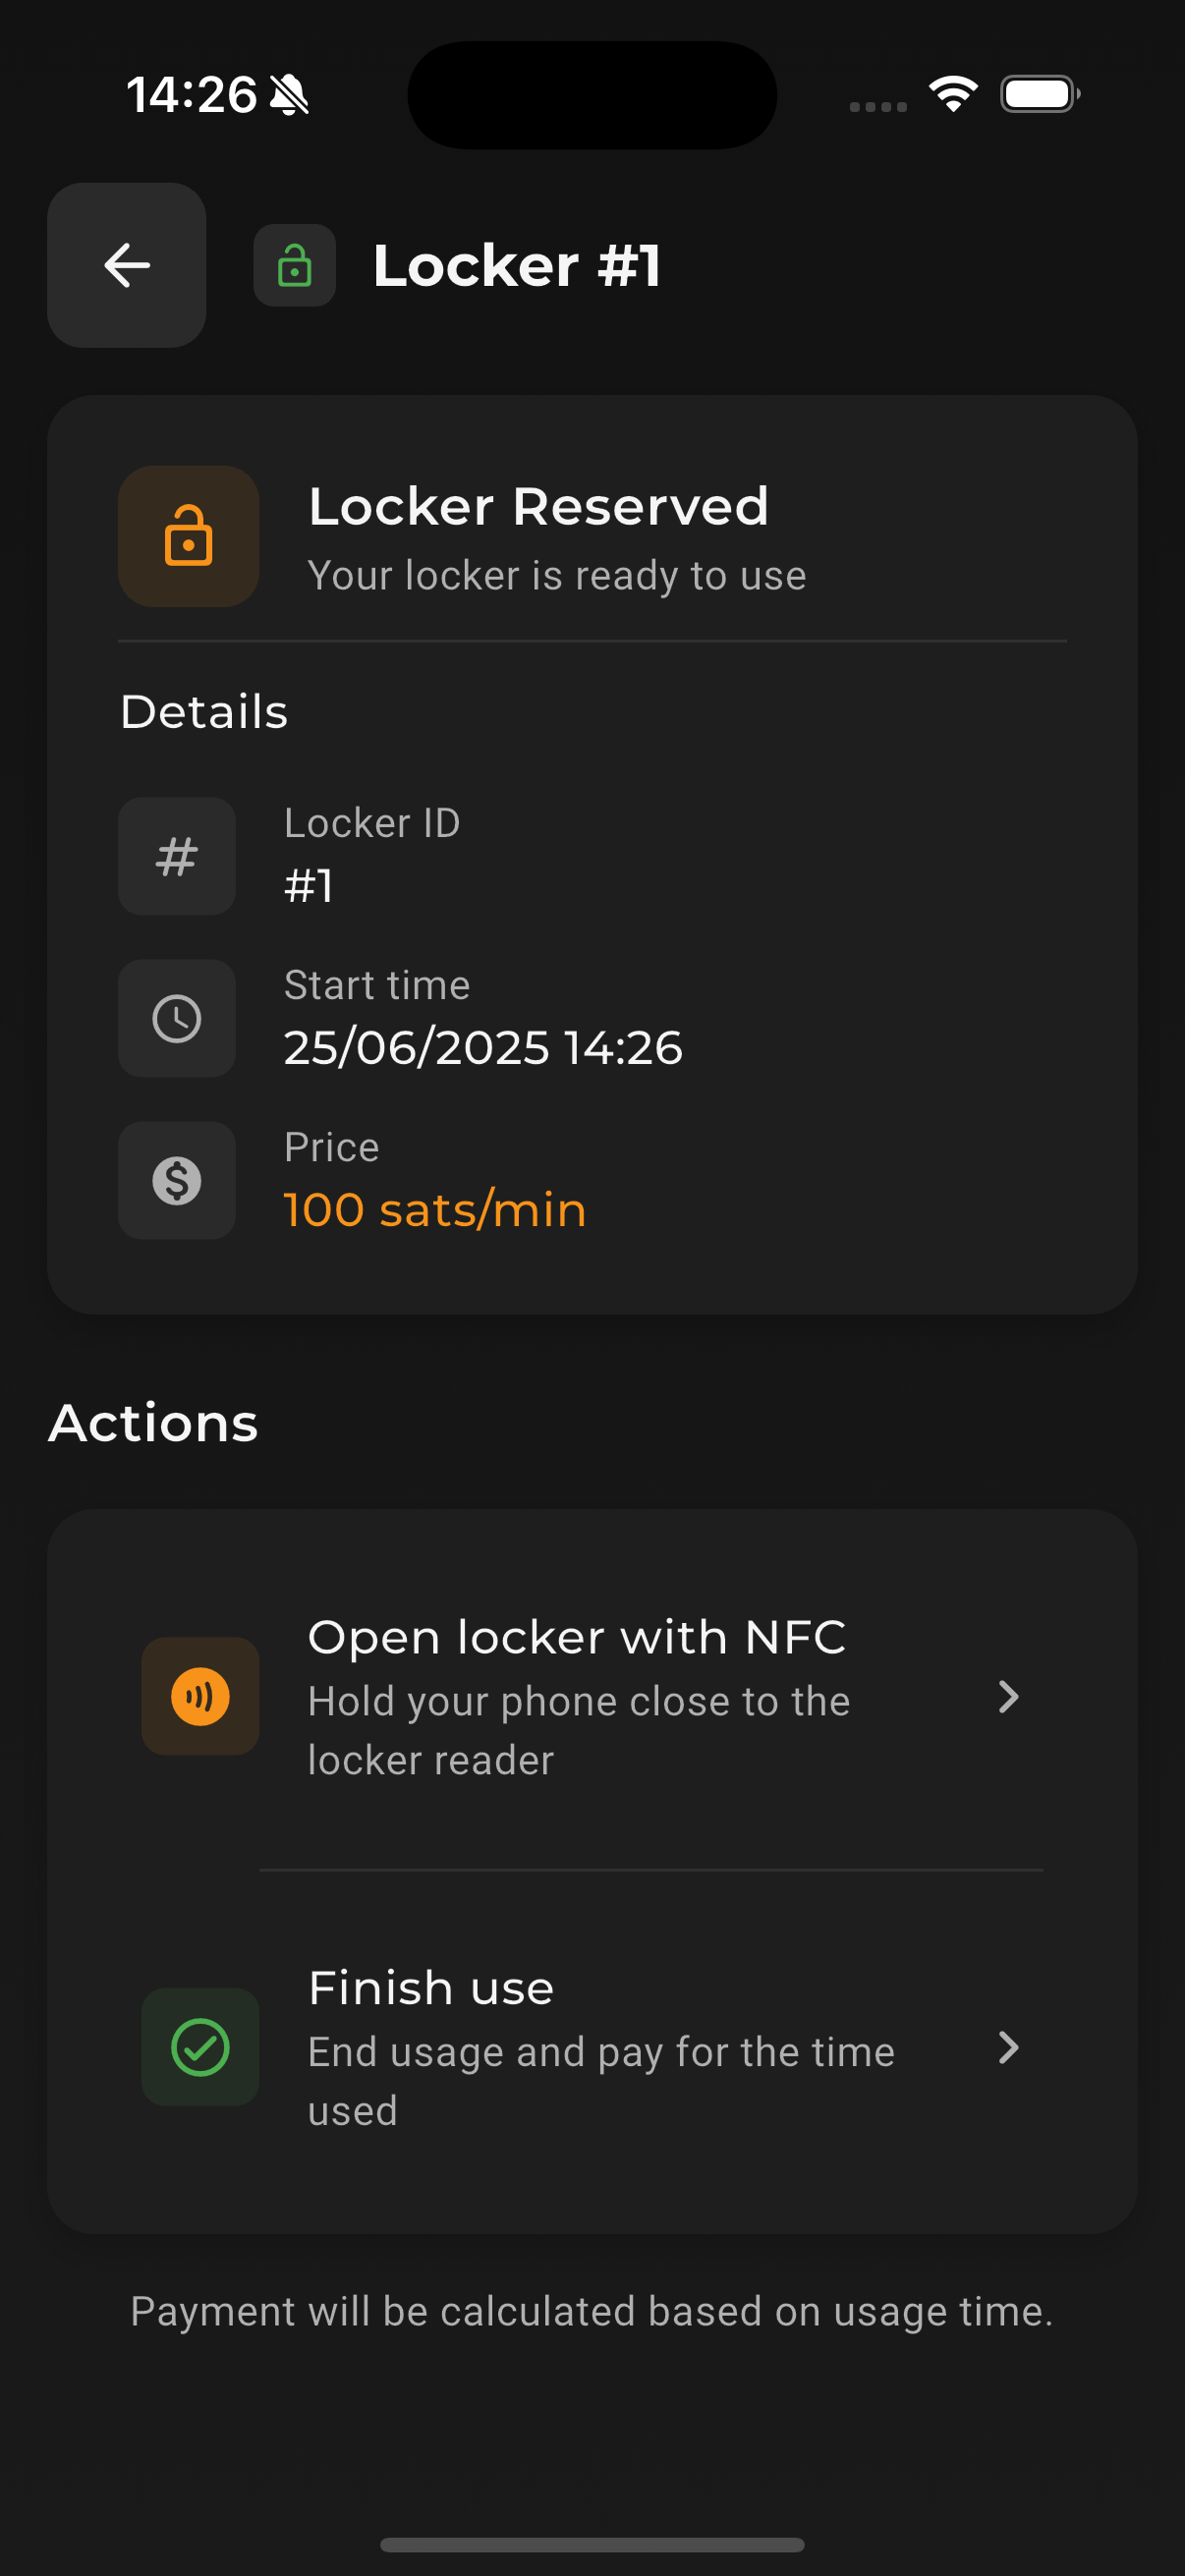 14:26
Locker #1
Locker Reserved
Your locker is ready to use
Details
Locker ID
#1
Start time
25/06/2025 14:26
Price
100 sats/min
Actions
Open locker with NFC
Hold your phone close to the
locker reader
Finish use
End usage and pay for the time
used
Payment will be calculated based on usage time.